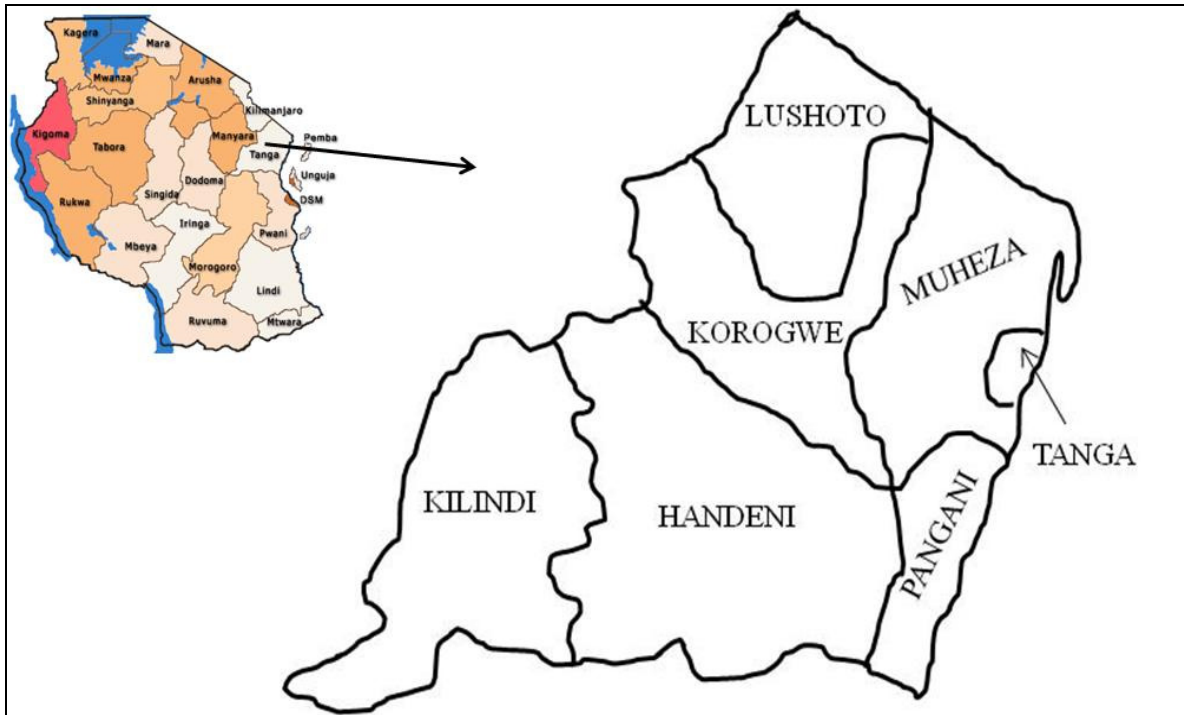 Kagera
Mara
Mwanza
Arusha
Shinyanga
Kilimanjaro
Kigoma
Manyara
Pemba
Tabora
Tanga
Unguja
Dodoma
Singida
DSM
Rukwa
Iringa
Pwani
Mbeya
Morogoro
Lindi
Ruvuma
Mtwara
LUSHOTO
MUHEZA
KOROGWE
TANGA
KILINDI
HANDENI
PANGANI